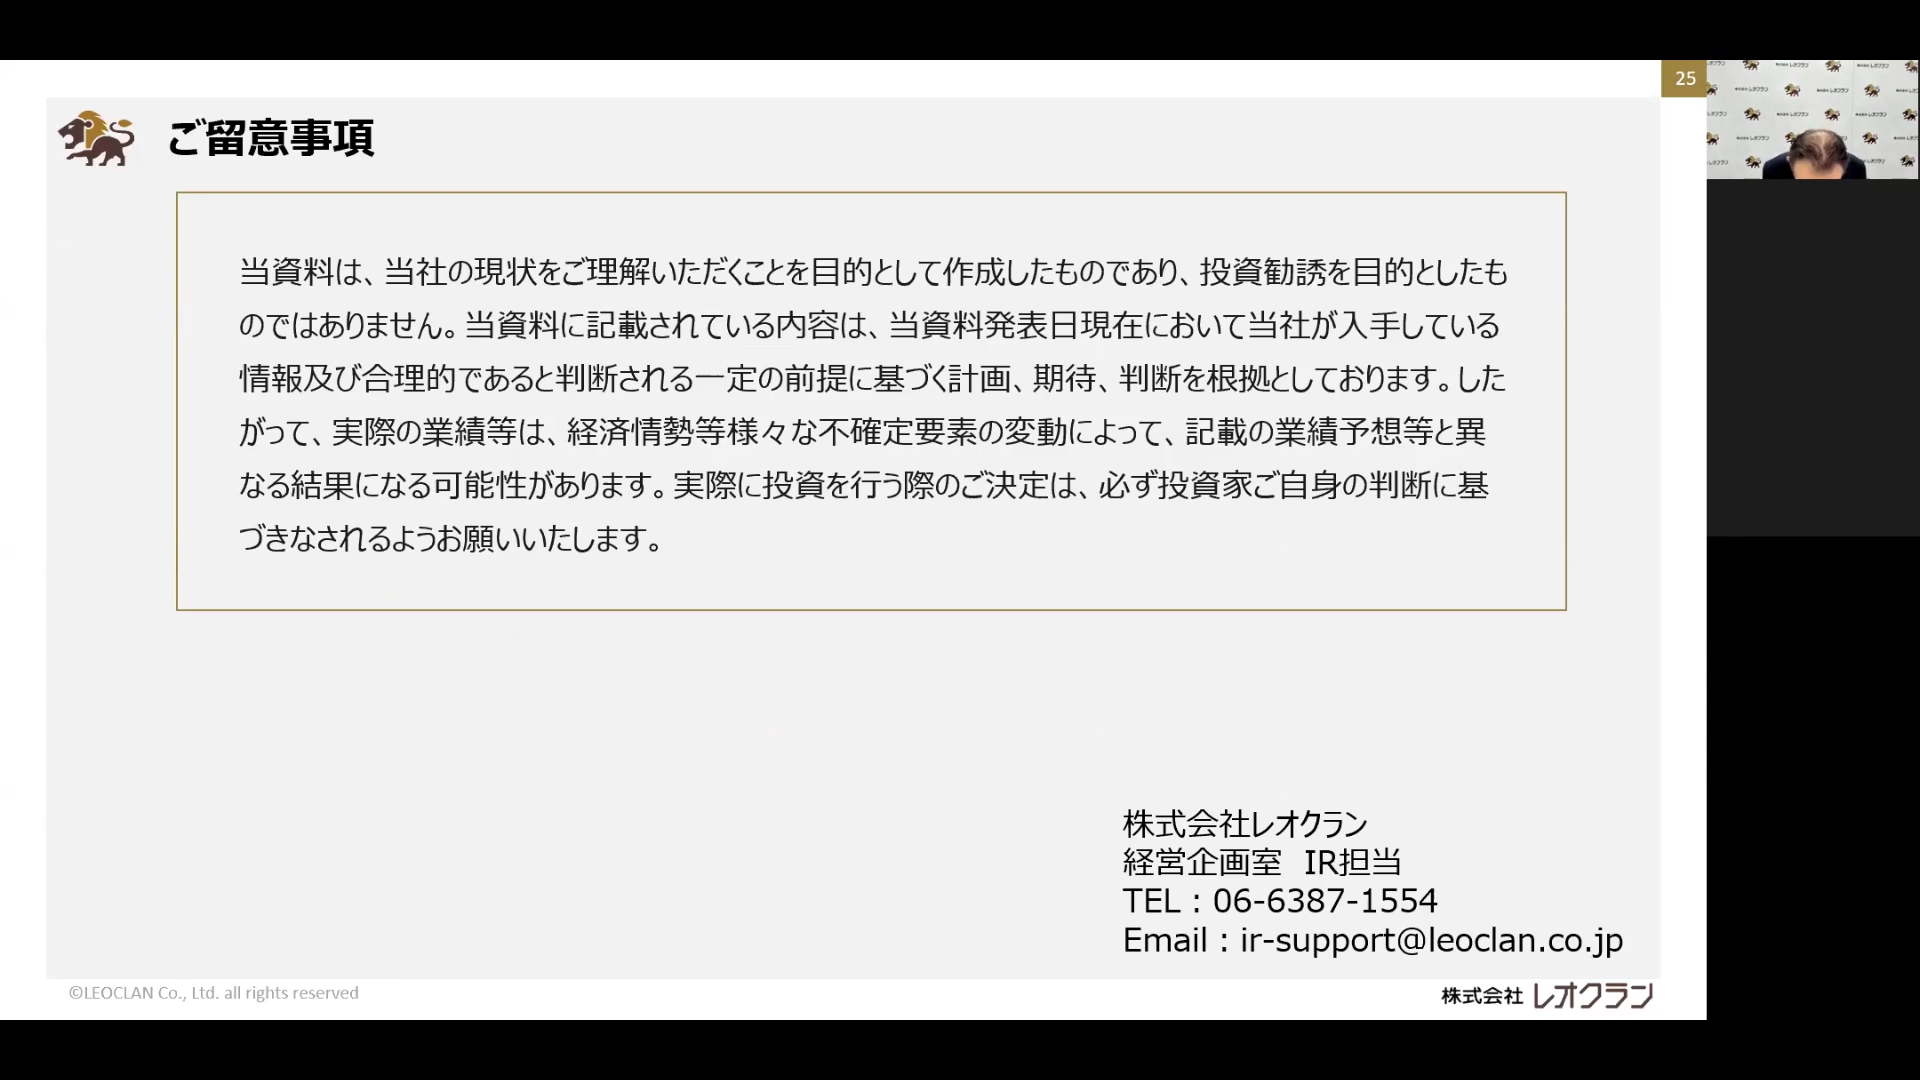 25
ご留意事項
当資料は、当社の現状をご理解いただくことを目的として作成したものであり、投資勧誘を目的としたも
のではありません。当資料に記載されている内容は、当資料発表日現在において当社が入手している
情報及び合理的であると判断される一定の前提に基づく計画、期待、判断を根拠としております。した
がって、実際の業績等は、経済情勢等様々な不確定要素の変動によって、記載の業績予想等と異
なる結果になる可能性があります。実際に投資を行う際のご決定は、必ず投資家ご自身の判断に基
づきなされるようお願いいたします。
株式会社レオクラン
経営企画室　IR担当
TEL：06-6387-1554
Email：ir-support@leoclan.co.jp
©LEOCLAN Co., Ltd. all rights reserved
株式会社 レオクラン